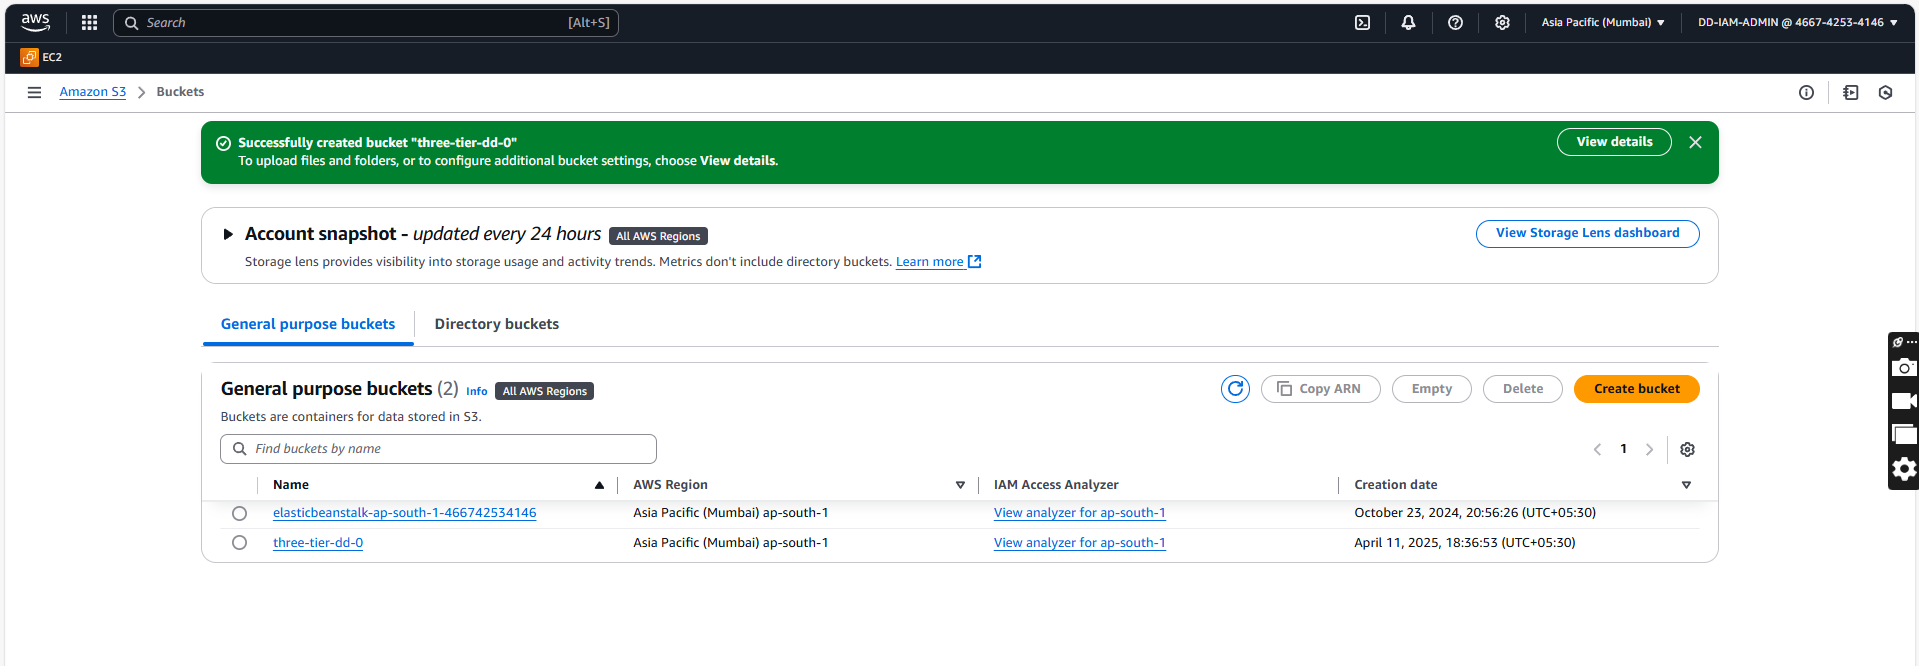 aws
Search [Alt+S]
Asia Pacific (Mumbai) ▼ DD-IAM-ADMIN @ 4667-4253-4146 ▼
EC2
Amazon S3 > Buckets
Successfully created bucket "three-tier-dd-0"
To upload files and folders, or to configure additional bucket settings, choose View details.
View details
Account snapshot - updated every 24 hours All AWS Regions
View Storage Lens dashboard
Storage lens provides visibility into storage usage and activity trends. Metrics don't include directory buckets. Learn more
General purpose buckets Directory buckets
General purpose buckets (2) Info All AWS Regions
Copy ARN Empty Delete Create bucket
Buckets are containers for data stored in S3.
Find buckets by name
< 1 >
Name AWS Region IAM Access Analyzer Creation date
elasticbeanstalk-ap-south-1-466742534146 Asia Pacific (Mumbai) ap-south-1 View analyzer for ap-south-1 October 23, 2024, 20:56:26 (UTC+05:30)
three-tier-dd-0 Asia Pacific (Mumbai) ap-south-1 View analyzer for ap-south-1 April 11, 2025, 18:36:53 (UTC+05:30)